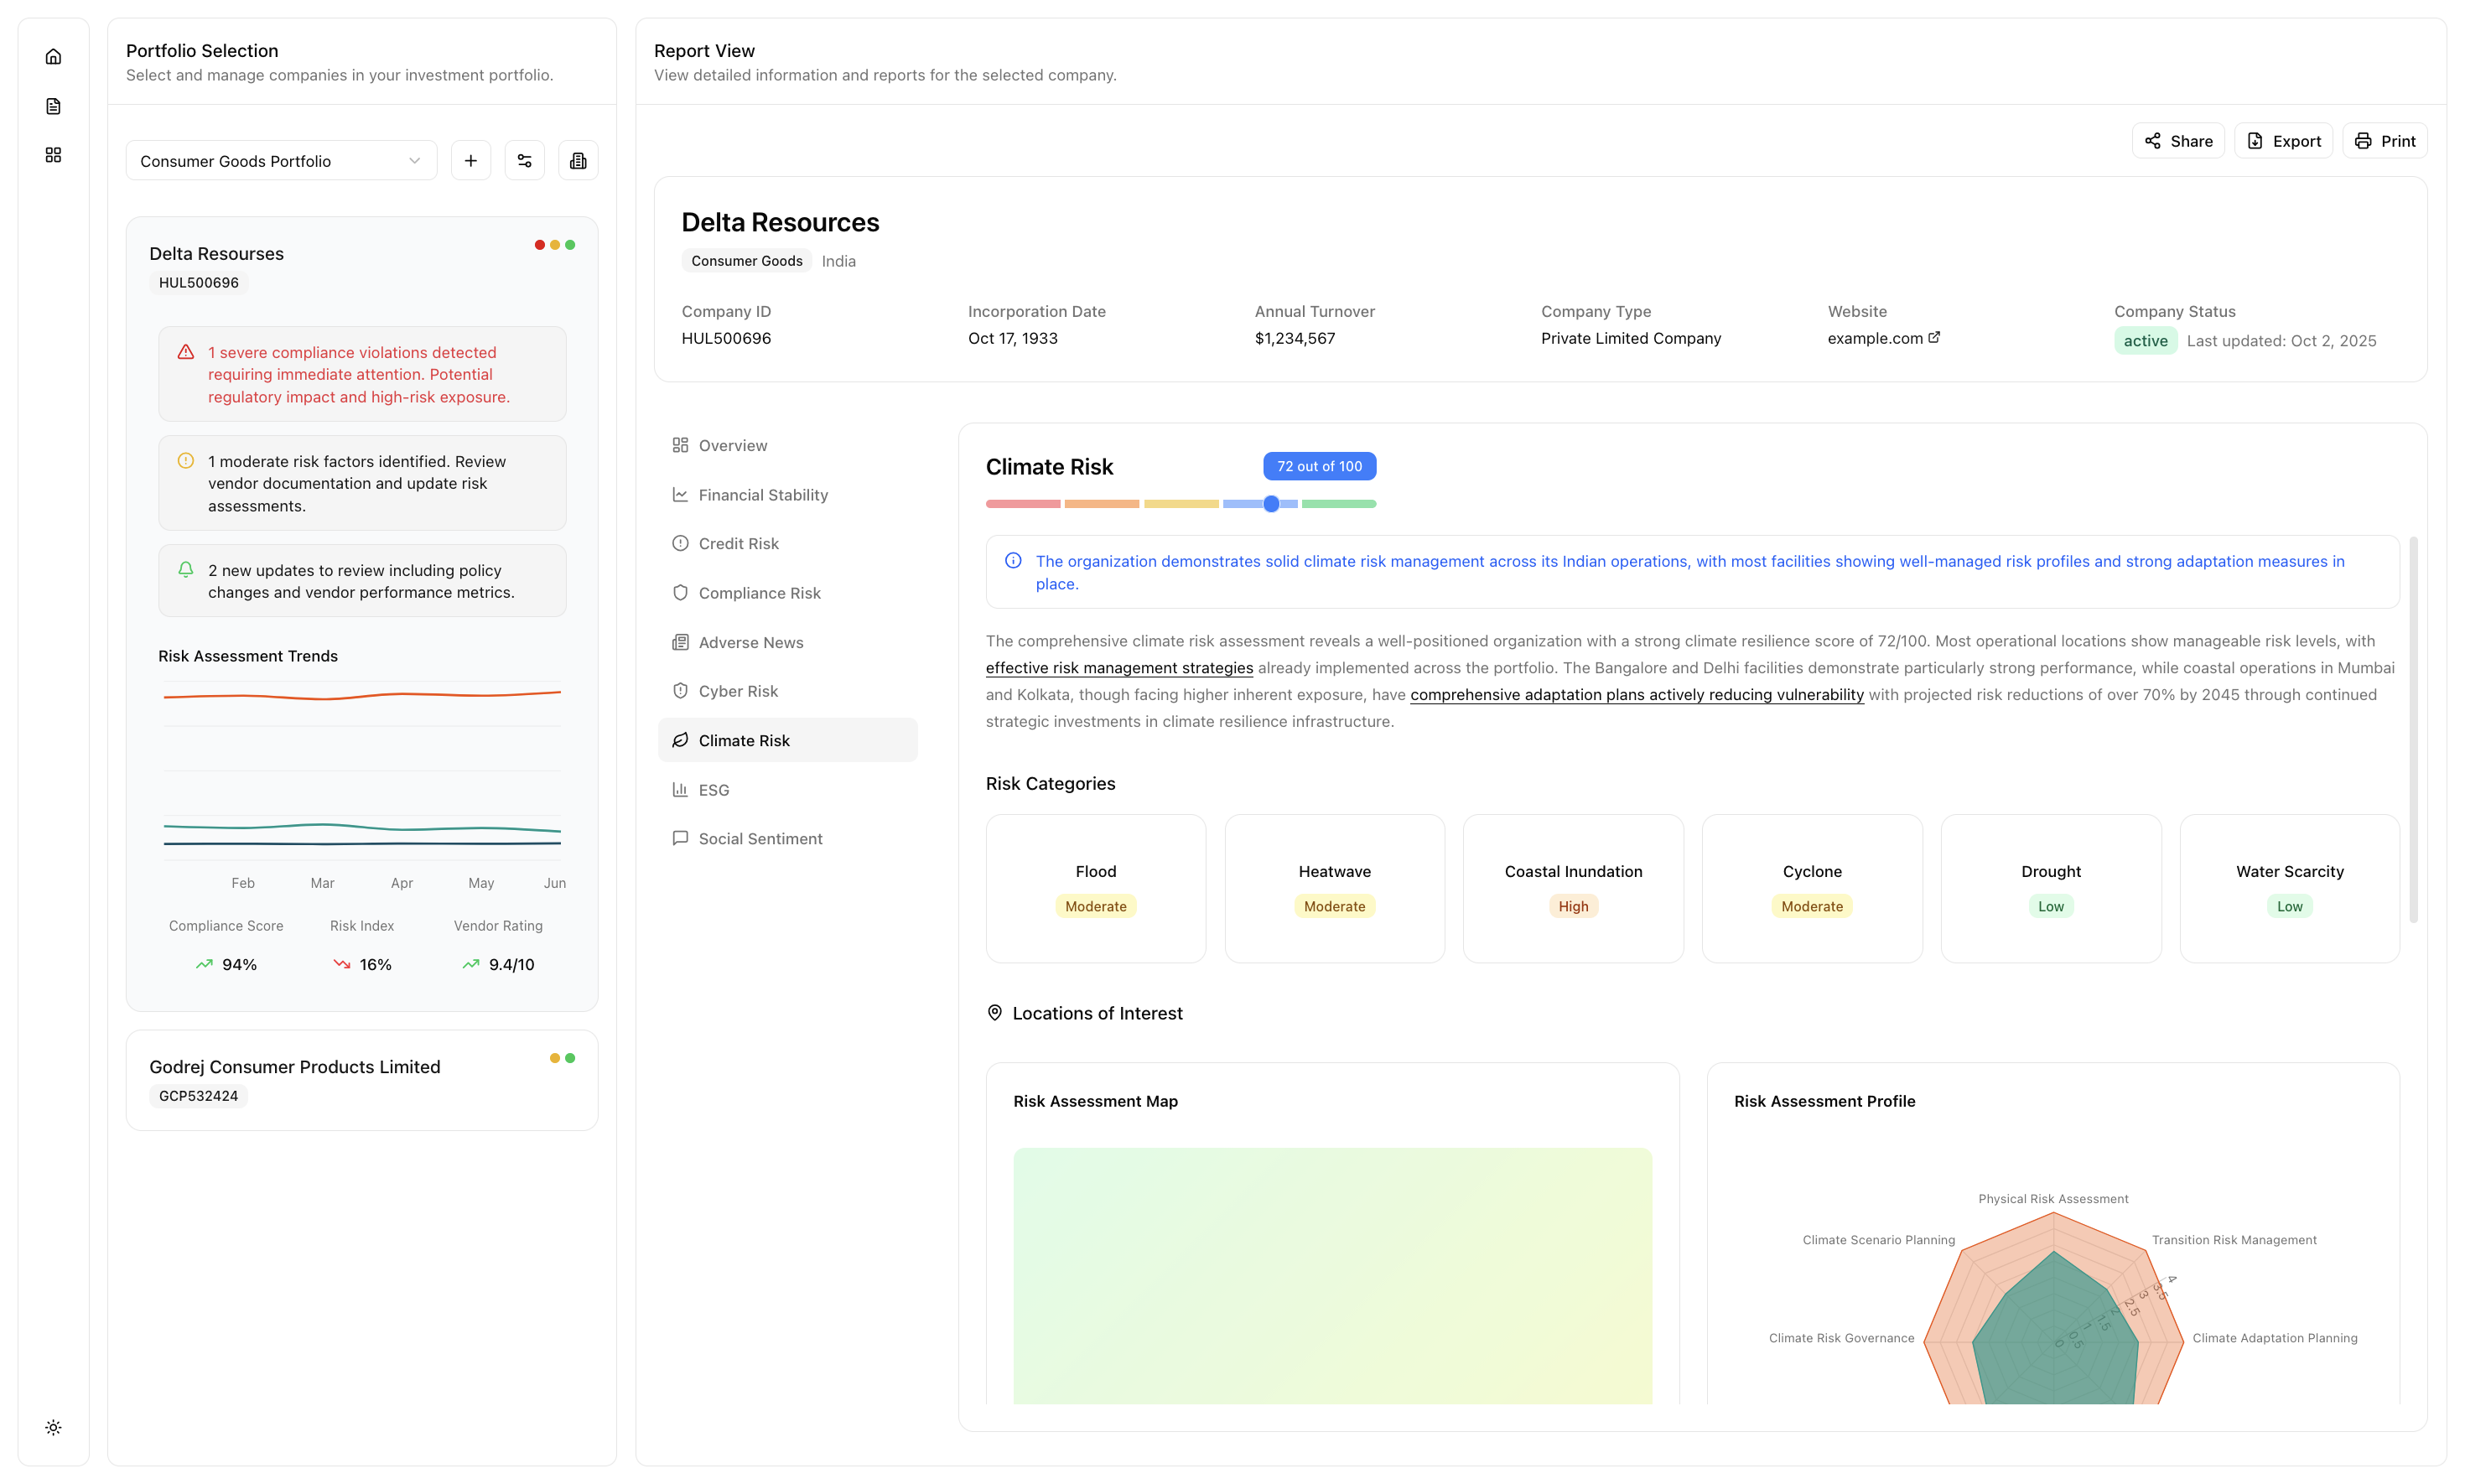 Portfolio Selection
Select and manage companies in your investment portfolio.
Consumer Goods Portfolio
Delta Resourses
HUL500696
1 severe compliance violations detected
requiring immediate attention. Potential
regulatory impact and high-risk exposure.
1 moderate risk factors identified. Review
vendor documentation and update risk
assessments.
2 new updates to review including policy
changes and vendor performance metrics.
Risk Assessment Trends
Feb Mar Apr May Jun
Compliance Score Risk Index Vendor Rating
94% 16% 9.4/10
Godrej Consumer Products Limited
GCP532424
Report View
View detailed information and reports for the selected company.
Share Export Print
Delta Resources
Consumer Goods India
Company ID Incorporation Date Annual Turnover Company Type Website Company Status
HUL500696 Oct 17, 1933 $1,234,567 Private Limited Company example.com active Last updated: Oct 2, 2025
Overview
Financial Stability
Credit Risk
Compliance Risk
Adverse News
Cyber Risk
Climate Risk
ESG
Social Sentiment
Climate Risk 72 out of 100
The organization demonstrates solid climate risk management across its Indian operations, with most facilities showing well-managed risk profiles and strong adaptation measures in
place.
The comprehensive climate risk assessment reveals a well-positioned organization with a strong climate resilience score of 72/100. Most operational locations show manageable risk levels, with
effective risk management strategies already implemented across the portfolio. The Bangalore and Delhi facilities demonstrate particularly strong performance, while coastal operations in Mumbai
and Kolkata, though facing higher inherent exposure, have comprehensive adaptation plans actively reducing vulnerability with projected risk reductions of over 70% by 2045 through continued
strategic investments in climate resilience infrastructure.
Risk Categories
Flood Heatwave Coastal Inundation Cyclone Drought Water Scarcity
Moderate Moderate High Moderate Low Low
Locations of Interest
Risk Assessment Map
Risk Assessment Profile
Physical Risk Assessment
Climate Scenario Planning Transition Risk Management
Climate Risk Governance Climate Adaptation Planning
0 0.5 1 1.5 2 2.5 3 3.5 4